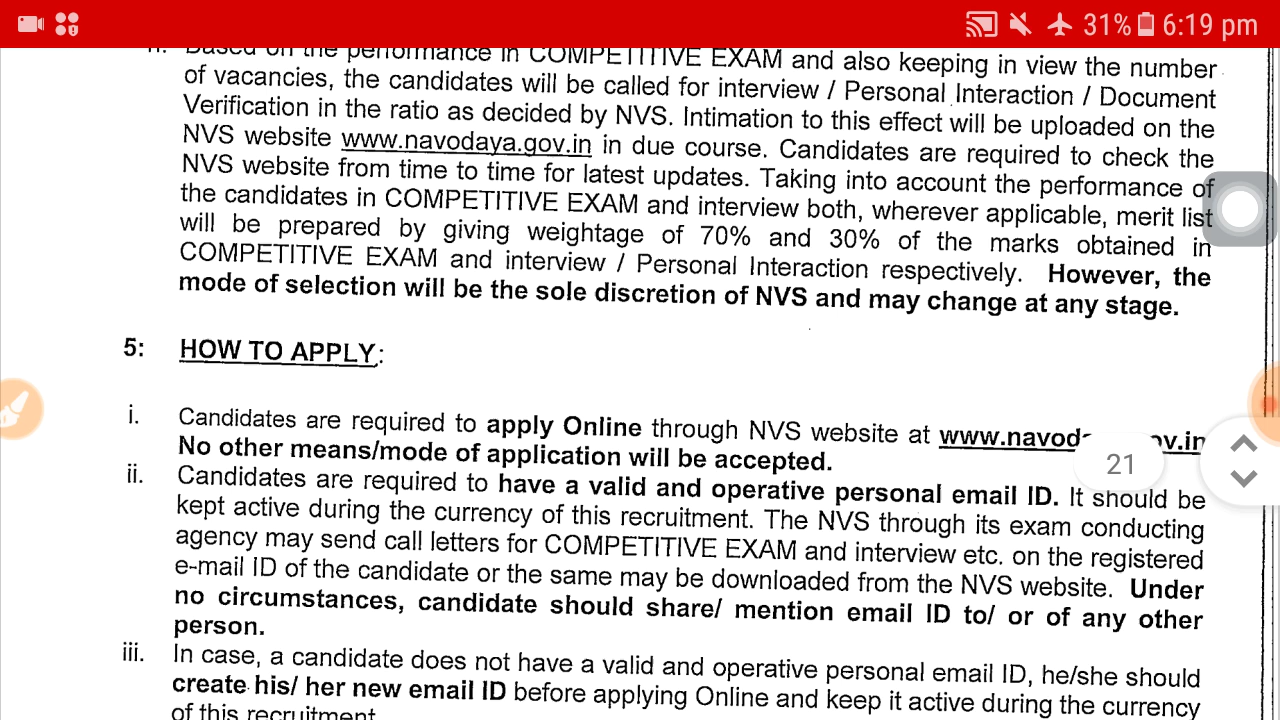 31% 6:19 pm
Based on the performance in COMPETITIVE EXAM and also keeping in view the number
of vacancies, the candidates will be called for interview / Personal Interaction / Document
Verification in the ratio as decided by NVS. Intimation to this effect will be uploaded on the
NVS website www.navodaya.gov.in in due course. Candidates are required to check the
NVS website from time to time for latest updates. Taking into account the performance of
the candidates in COMPETITIVE EXAM and interview both, wherever applicable, merit list
will be prepared by giving weightage of 70% and 30% of the marks obtained in
COMPETITIVE EXAM and interview / Personal Interaction respectively. However, the
mode of selection will be the sole discretion of NVS and may change at any stage.
5: HOW TO APPLY:
i. Candidates are required to apply Online through NVS website at www.navod ov.in
No other means/mode of application will be accepted.
21
ii. Candidates are required to have a valid and operative personal email ID. It should be
kept active during the currency of this recruitment. The NVS through its exam conducting
agency may send call letters for COMPETITIVE EXAM and interview etc. on the registered
e-mail ID of the candidate or the same may be downloaded from the NVS website. Under
no circumstances, candidate should share/ mention email ID to/ or of any other
person.
iii. In case, a candidate does not have a valid and operative personal email ID, he/she should
create his/ her new email ID before applying Online and keep it active during the currency
of this recruitment